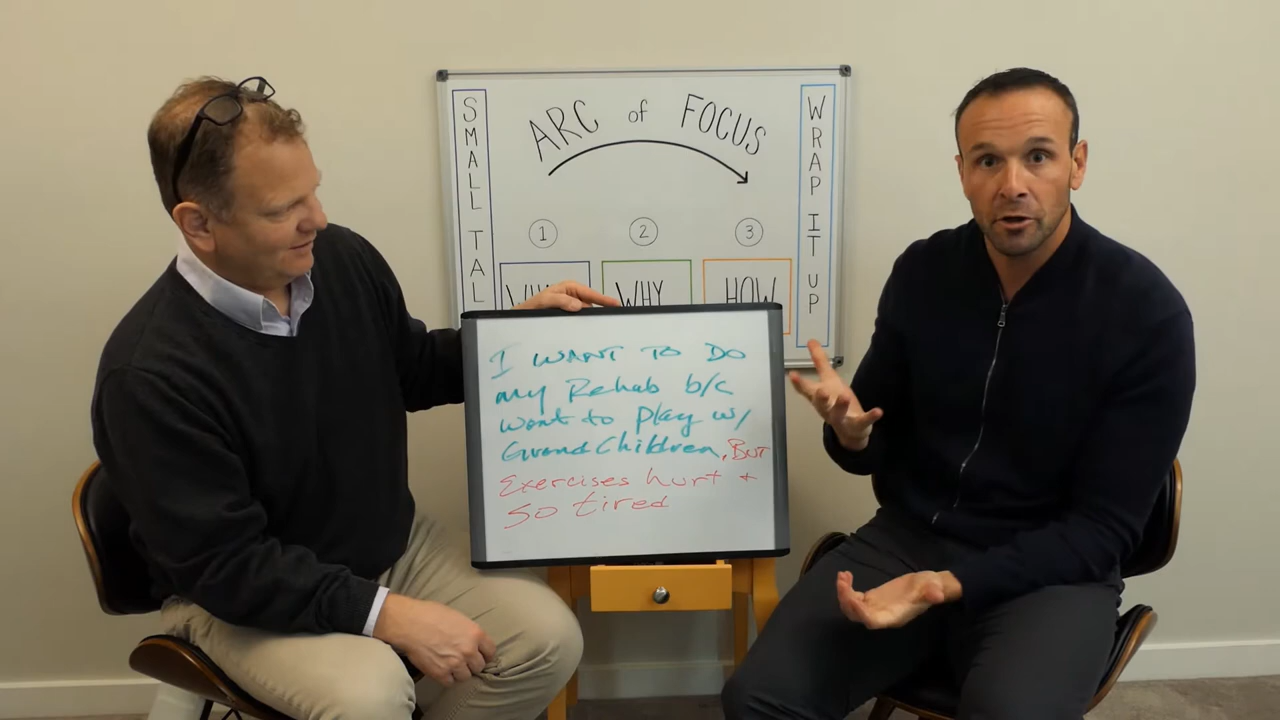 SMALL TAL
ARC of FOCUS
WRAP IT UP
1 2 3
WHY HOW
I WANT TO DO
my Rehab b/c
want to play w/
GrandChildren, BUT
Exercises hurt +
so tired